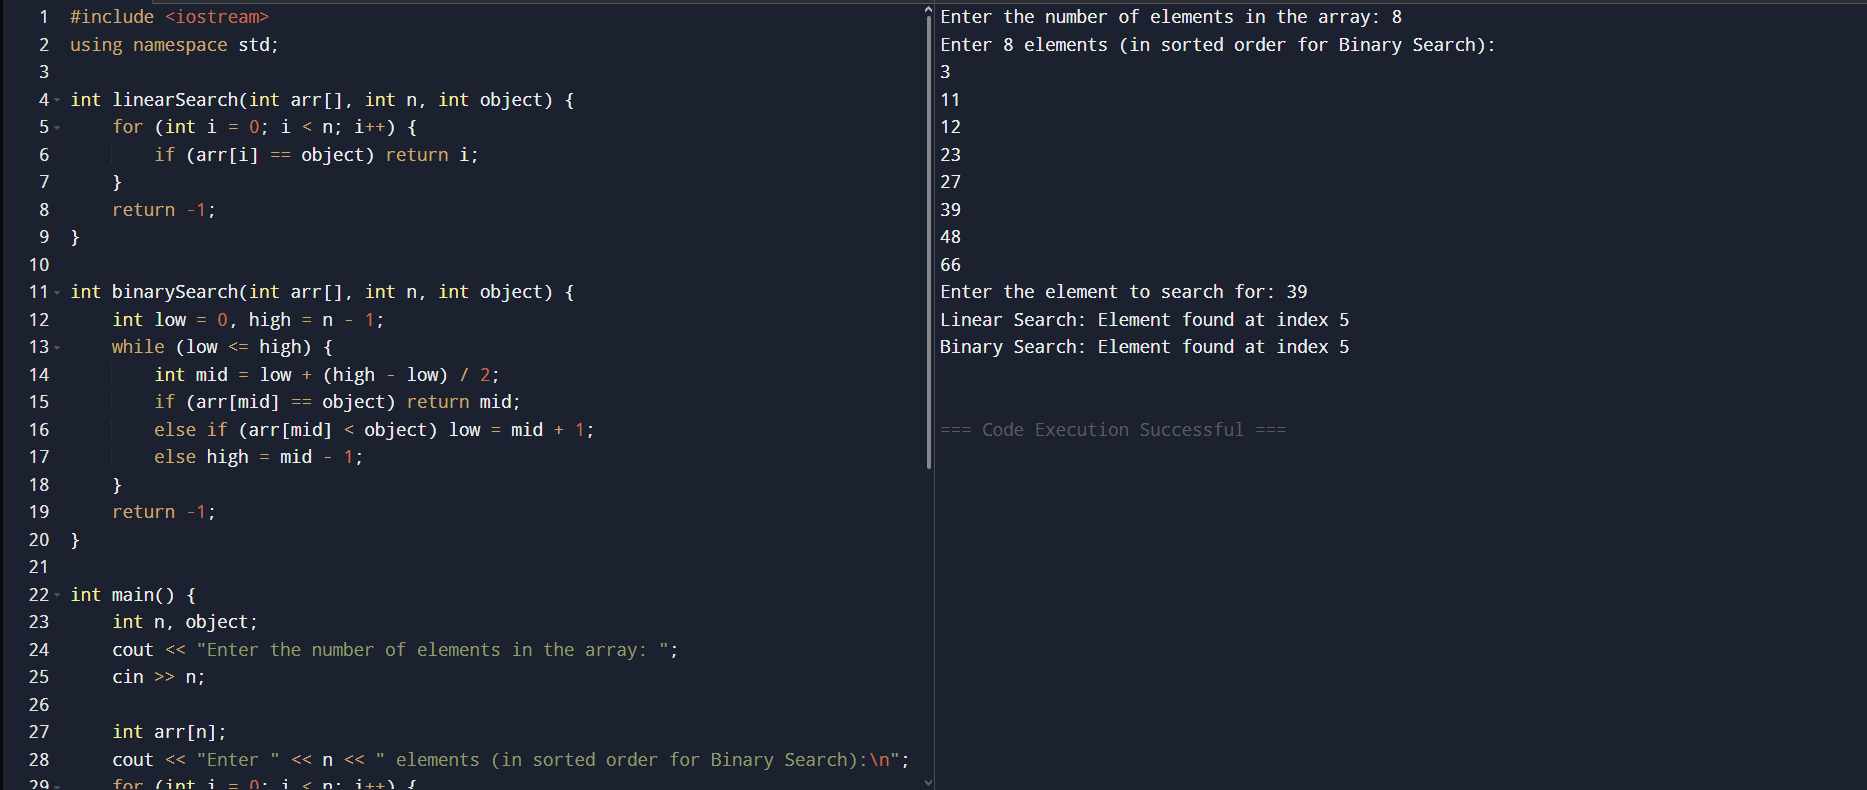 1 #include <iostream>
2 using namespace std;
3
4 int linearSearch(int arr[], int n, int object) {
5     for (int i = 0; i < n; i++) {
6         if (arr[i] == object) return i;
7     }
8     return -1;
9 }
10
11 int binarySearch(int arr[], int n, int object) {
12     int low = 0, high = n - 1;
13     while (low <= high) {
14         int mid = low + (high - low) / 2;
15         if (arr[mid] == object) return mid;
16         else if (arr[mid] < object) low = mid + 1;
17         else high = mid - 1;
18     }
19     return -1;
20 }
21
22 int main() {
23     int n, object;
24     cout << "Enter the number of elements in the array: ";
25     cin >> n;
26
27     int arr[n];
28     cout << "Enter " << n << " elements (in sorted order for Binary Search):\n";
29     for (int i = 0; i < n; i++) {
Enter the number of elements in the array: 8
Enter 8 elements (in sorted order for Binary Search):
3
11
12
23
27
39
48
66
Enter the element to search for: 39
Linear Search: Element found at index 5
Binary Search: Element found at index 5
=== Code Execution Successful ===